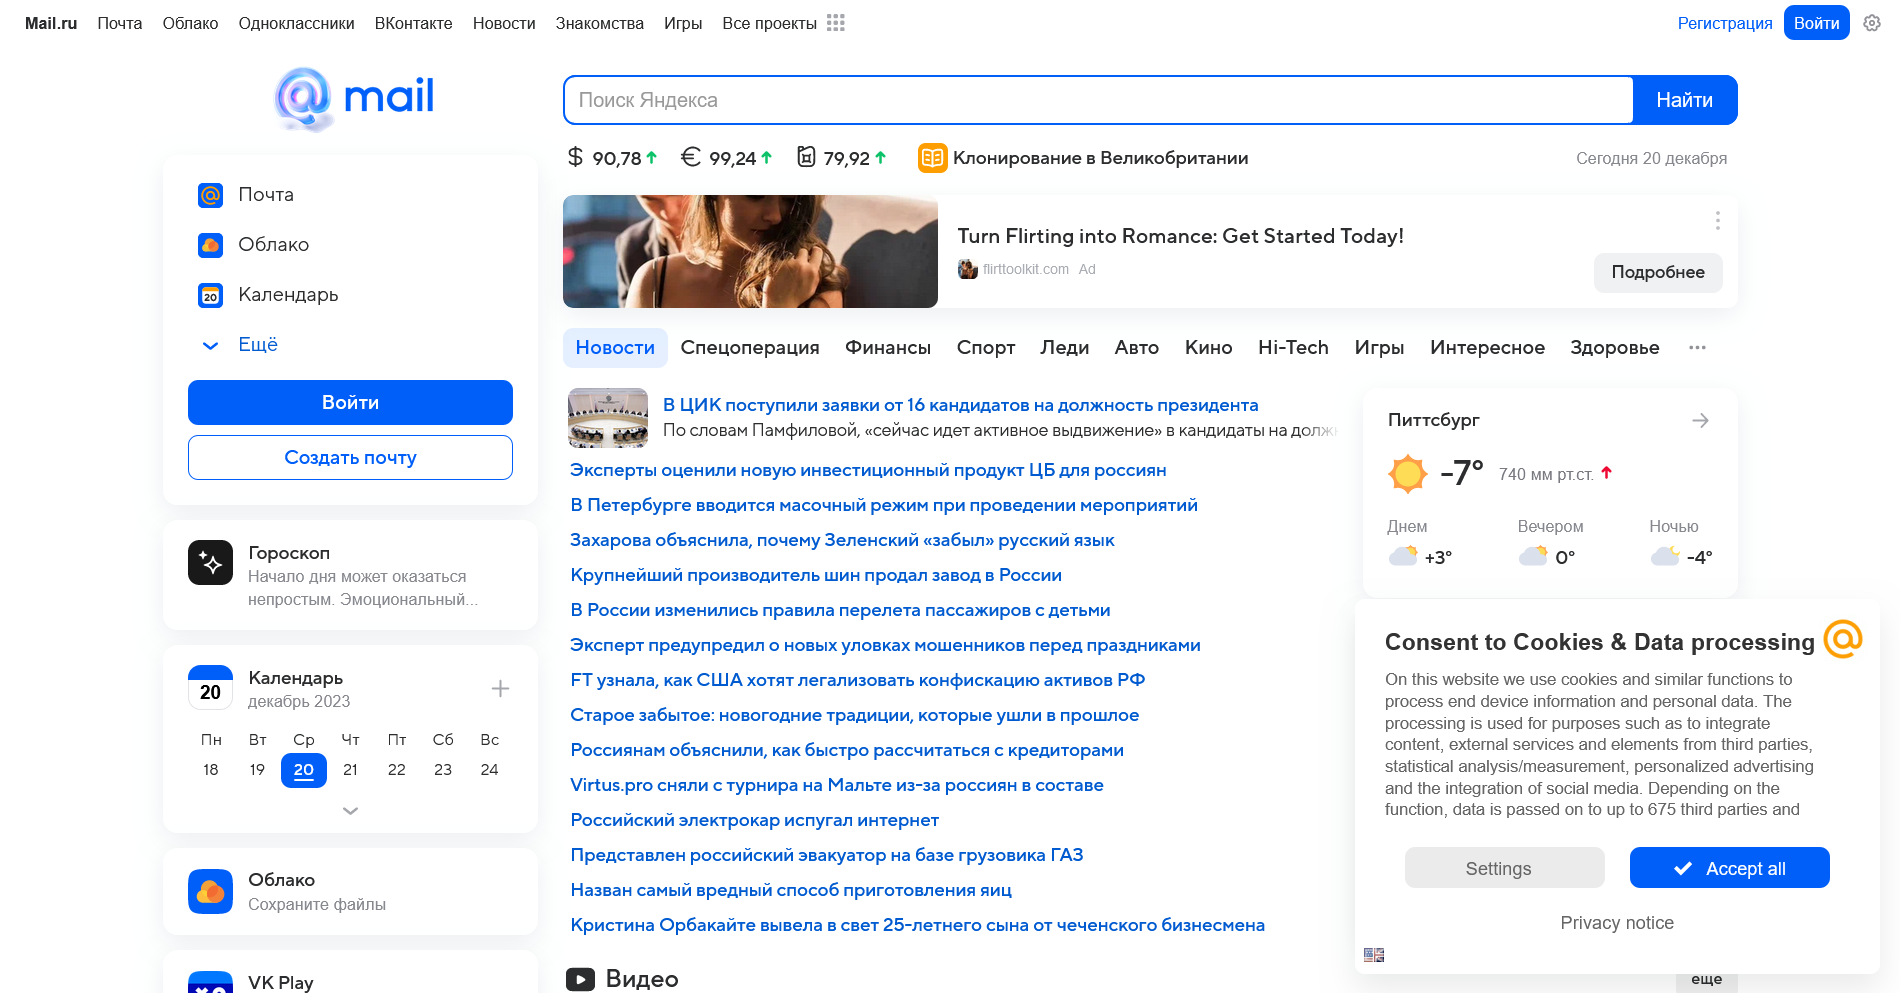 Mail.ru Почта Облако Одноклассники ВКонтакте Новости Знакомства Игры Все проекты
Регистрация Войти
mail
Поиск Яндекса Найти
$ 90,78 € 99,24 79,92 Клонирование в Великобритании Сегодня 20 декабря
Почта
Облако
20 Календарь
Ещё
Войти
Создать почту
Turn Flirting into Romance: Get Started Today!
flirttoolkit.com Ad
Подробнее
Новости Спецоперация Финансы Спорт Леди Авто Кино Hi-Tech Игры Интересное Здоровье
В ЦИК поступили заявки от 16 кандидатов на должность президента
По словам Памфиловой, «сейчас идет активное выдвижение» в кандидаты на долж
Эксперты оценили новую инвестиционный продукт ЦБ для россиян
В Петербурге вводится масочный режим при проведении мероприятий
Захарова объяснила, почему Зеленский «забыл» русский язык
Крупнейший производитель шин продал завод в России
В России изменились правила перелета пассажиров с детьми
Эксперт предупредил о новых уловках мошенников перед праздниками
FT узнала, как США хотят легализовать конфискацию активов РФ
Старое забытое: новогодние традиции, которые ушли в прошлое
Россиянам объяснили, как быстро рассчитаться с кредиторами
Virtus.pro сняли с турнира на Мальте из-за россиян в составе
Российский электрокар испугал интернет
Представлен российский эвакуатор на базе грузовика ГАЗ
Назван самый вредный способ приготовления яиц
Кристина Орбакайте вывела в свет 25-летнего сына от чеченского бизнесмена
Видео
Питтсбург
-7° 740 мм рт.ст.
Днем Вечером Ночью
+3° 0° -4°
Гороскоп
Начало дня может оказаться
непростым. Эмоциональный...
20 Календарь
декабрь 2023
Пн Вт Ср Чт Пт Сб Вс
18 19 20 21 22 23 24
Облако
Сохраните файлы
VK Play
Consent to Cookies & Data processing
On this website we use cookies and similar functions to
process end device information and personal data. The
processing is used for purposes such as to integrate
content, external services and elements from third parties,
statistical analysis/measurement, personalized advertising
and the integration of social media. Depending on the
function, data is passed on to up to 675 third parties and
Settings Accept all
Privacy notice
еще